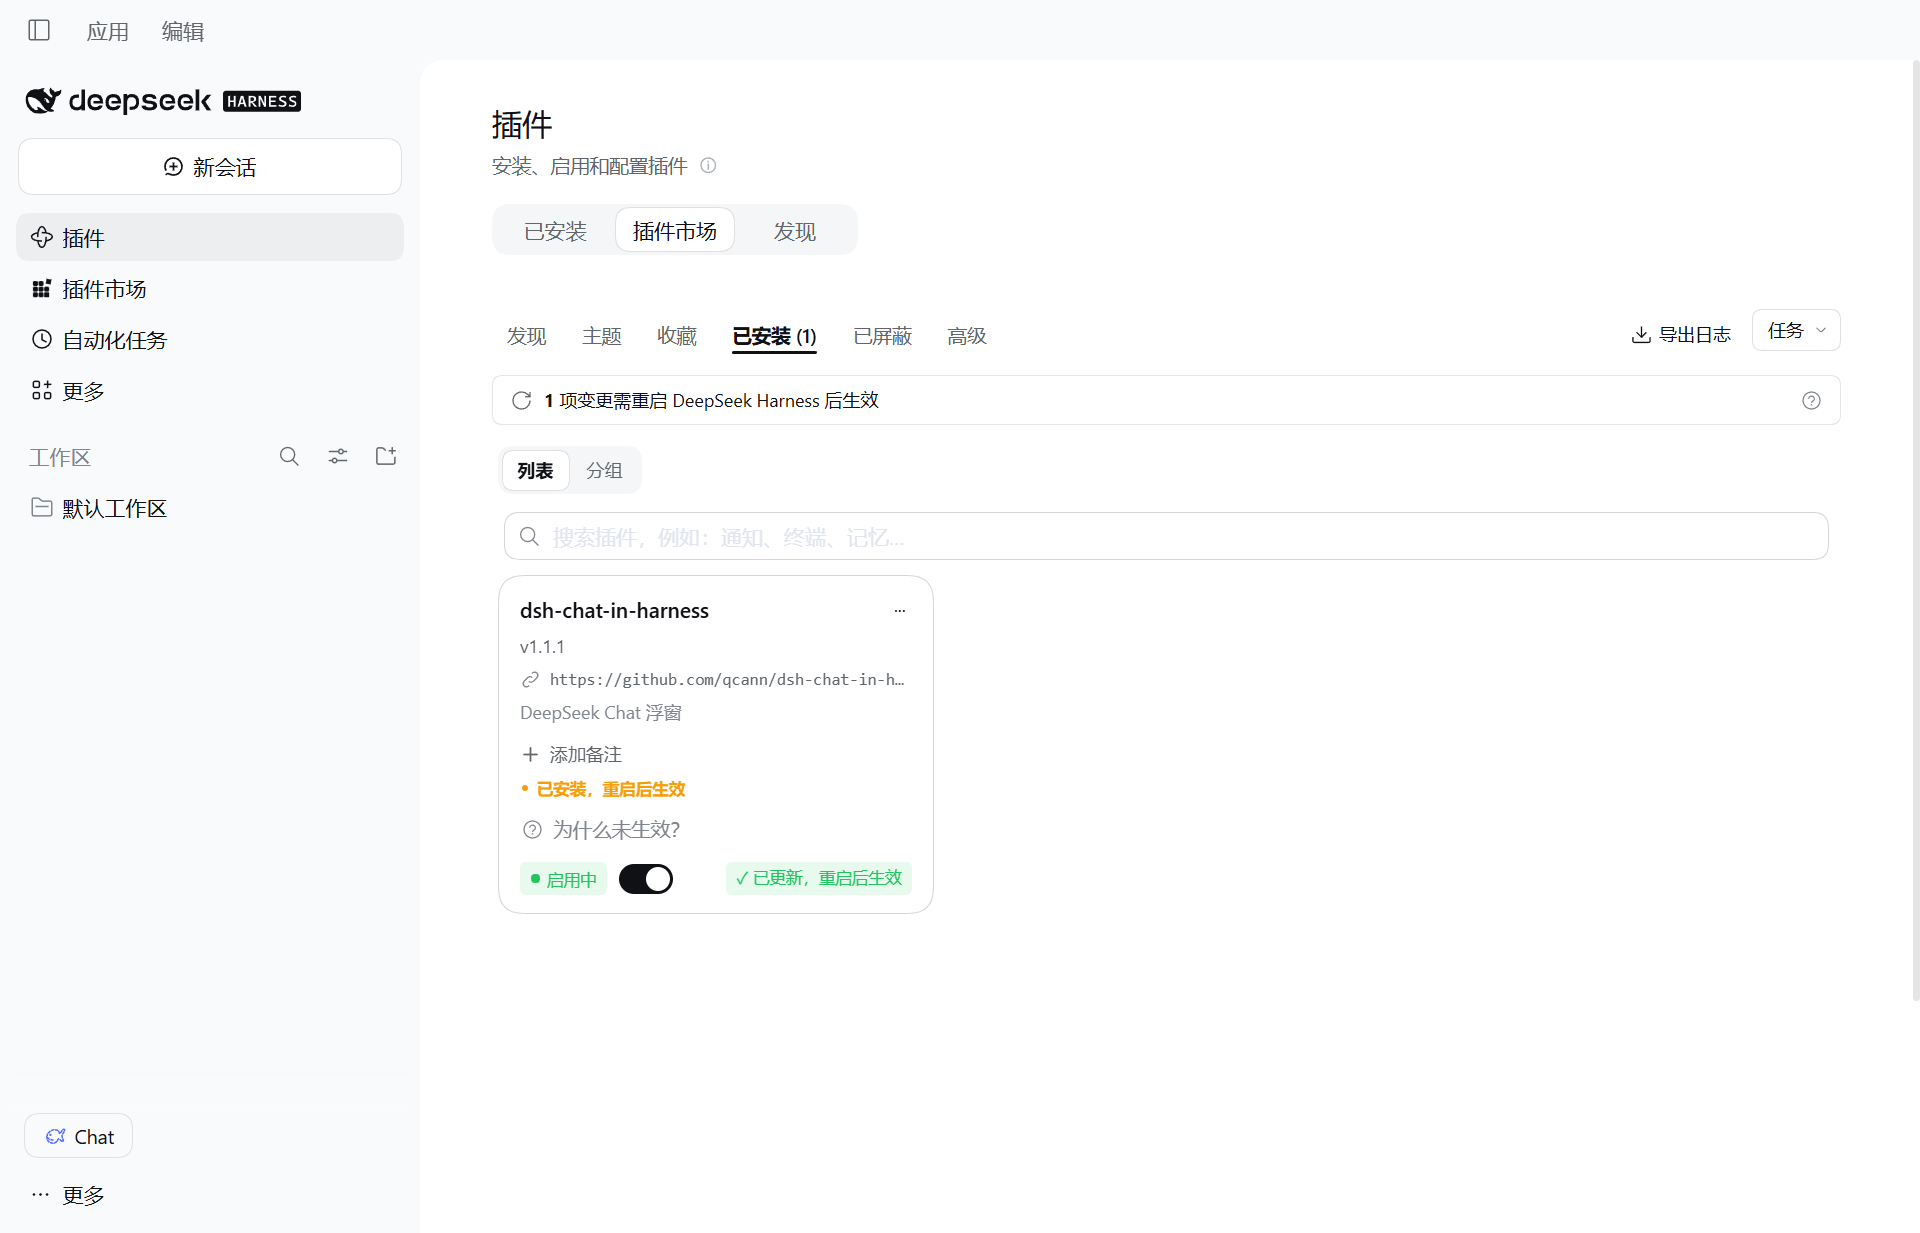 应用 编辑
deepseek HARNESS
新会话
插件
插件市场
自动化任务
更多
工作区
默认工作区
Chat
更多
插件
安装、启用和配置插件
已安装 插件市场 发现
发现 主题 收藏 已安装 (1) 已屏蔽 高级
导出日志 任务
1 项变更需重启 DeepSeek Harness 后生效
列表 分组
搜索插件，例如：通知、终端、记忆...
dsh-chat-in-harness
v1.1.1
https://github.com/qcann/dsh-chat-in-h…
DeepSeek Chat 浮窗
添加备注
已安装，重启后生效
为什么未生效？
启用中 ✓ 已更新，重启后生效